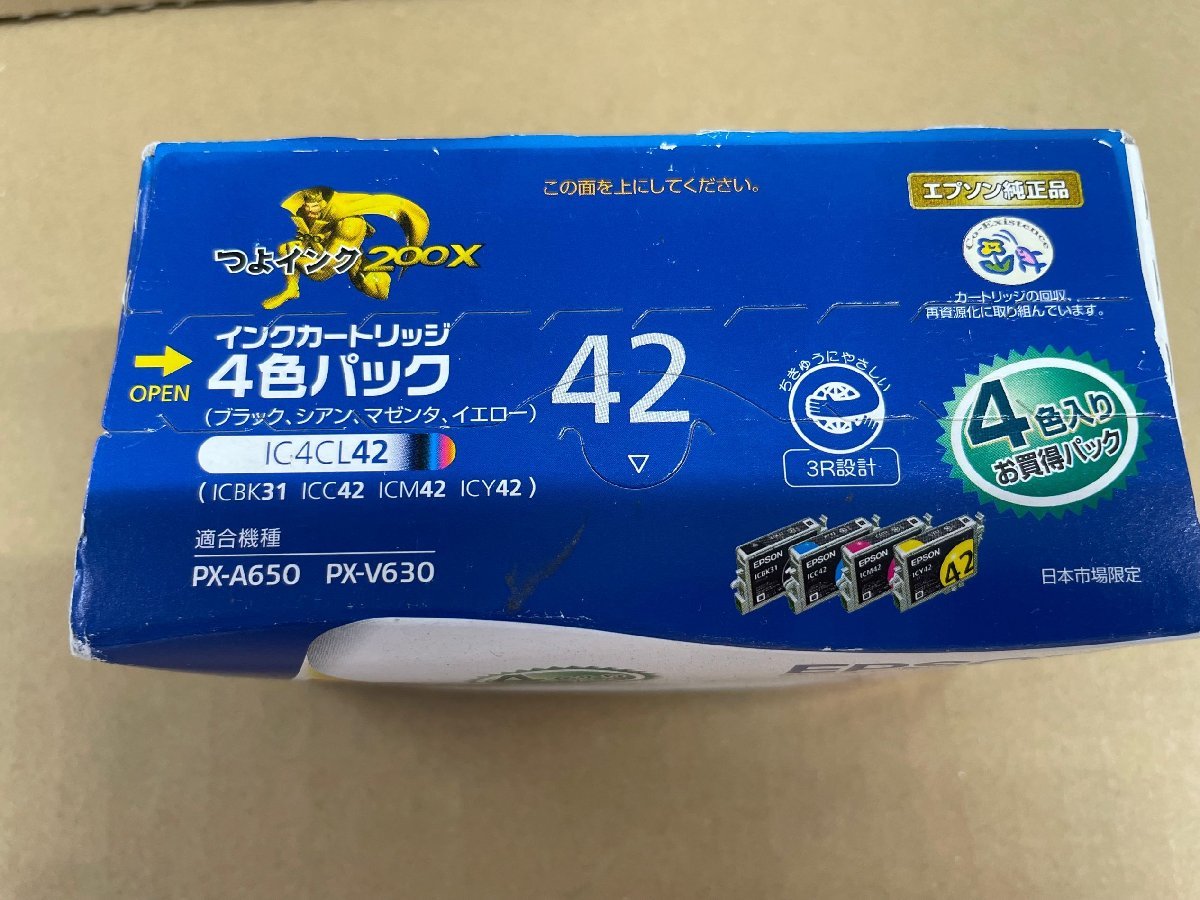 この面を上にしてください。
エプソン純正品
Co-Existence
カートリッジの回収、
再資源化に取り組んでいます。
つよインク200X
インクカートリッジ
4色パック
OPEN
(ブラック、シアン、マゼンタ、イエロー)
42
IC4CL42
(ICBK31 ICC42 ICM42 ICY42)
適合機種
PX-A650 PX-V630
ちきゅうにやさしい
3R設計
4色入り
お買得パック
EPSON
ICBK31
EPSON
ICC42
EPSON
ICM42
EPSON
ICY42
42
日本市場限定